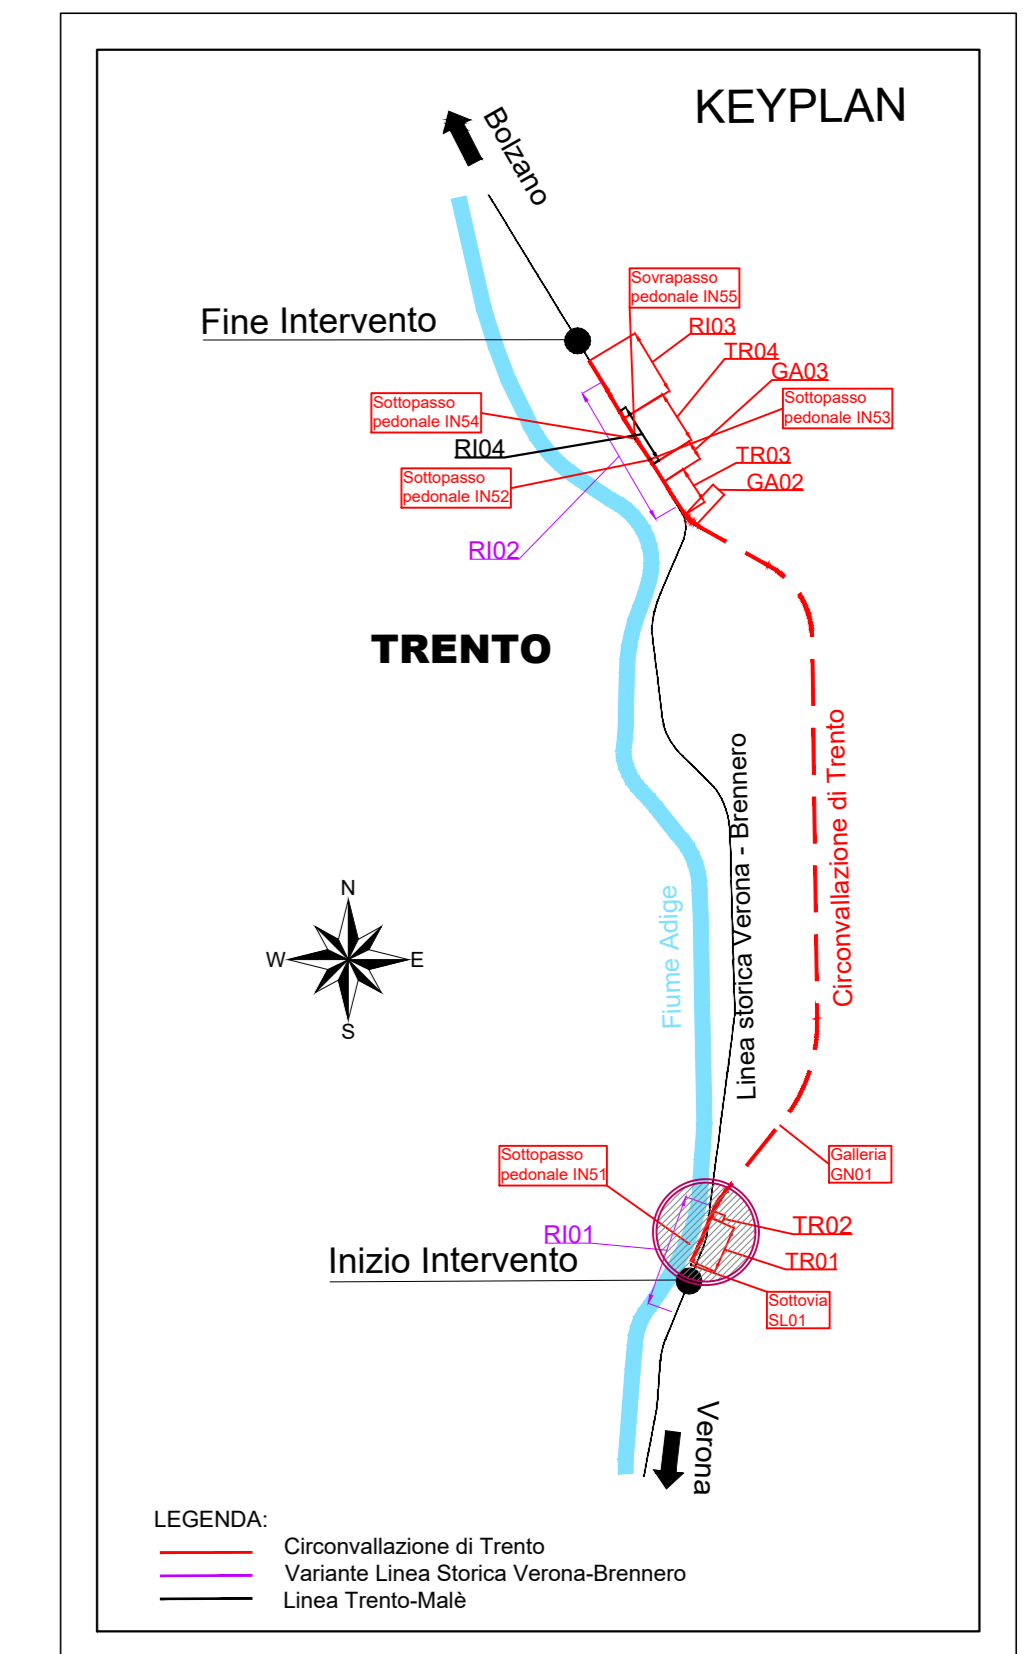 KEYPLAN
Bolzano
Sovrapasso
pedonale IN55
Fine Intervento
RI03
TR04
GA03
Sottopasso
pedonale IN54
Sottopasso
pedonale IN53
RI04
TR03
Sottopasso
pedonale IN52
GA02
RI02
TRENTO
Circonvallazione di Trento
Linea storica Verona - Brennero
Fiume Adige
N
W
E
S
Sottopasso
pedonale IN51
Galleria
GN01
RI01
TR02
Inizio Intervento
TR01
Sottovia
SL01
Verona
LEGENDA:
Circonvallazione di Trento
Variante Linea Storica Verona-Brennero
Linea Trento-Malè